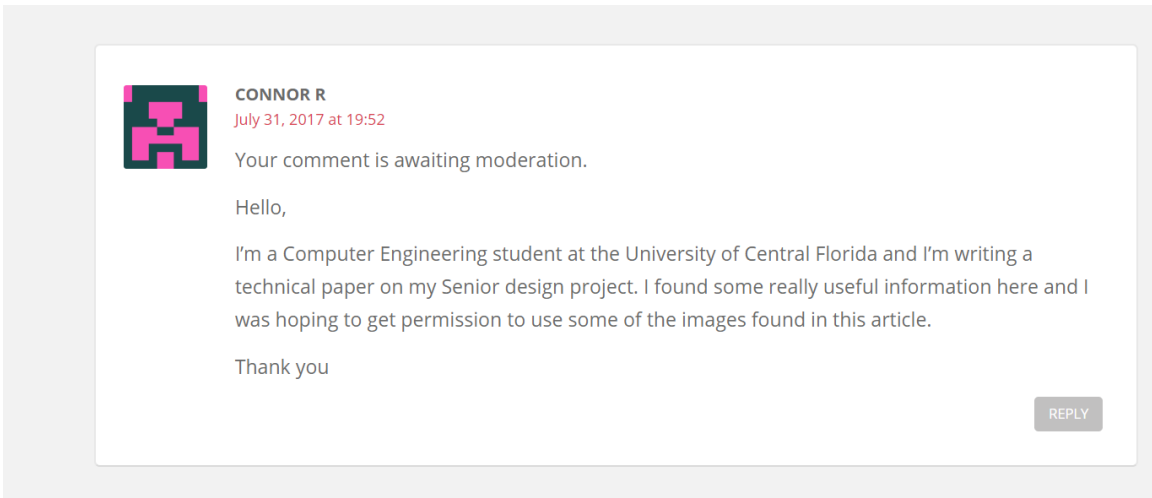 CONNOR R
July 31, 2017 at 19:52
Your comment is awaiting moderation.
Hello,
I’m a Computer Engineering student at the University of Central Florida and I’m writing a
technical paper on my Senior design project. I found some really useful information here and I
was hoping to get permission to use some of the images found in this article.
Thank you
REPLY